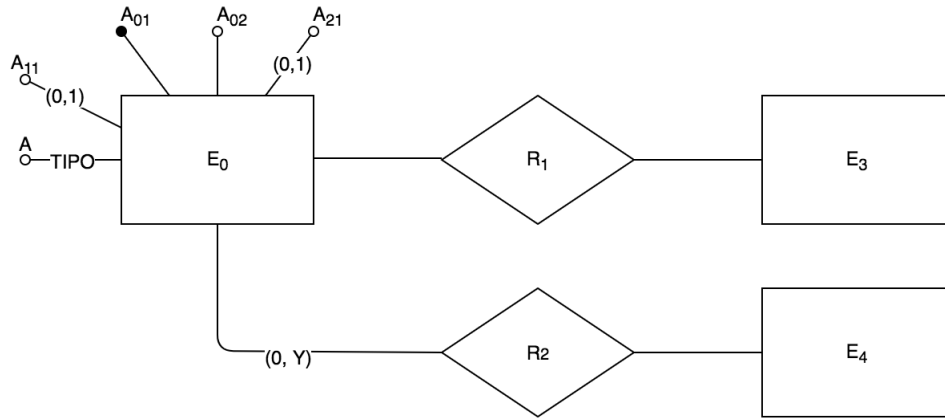 A01 A02 A21
A11 (0,1)
(0,1)
A TIPO E0 R1 E3
(0, Y) R2 E4